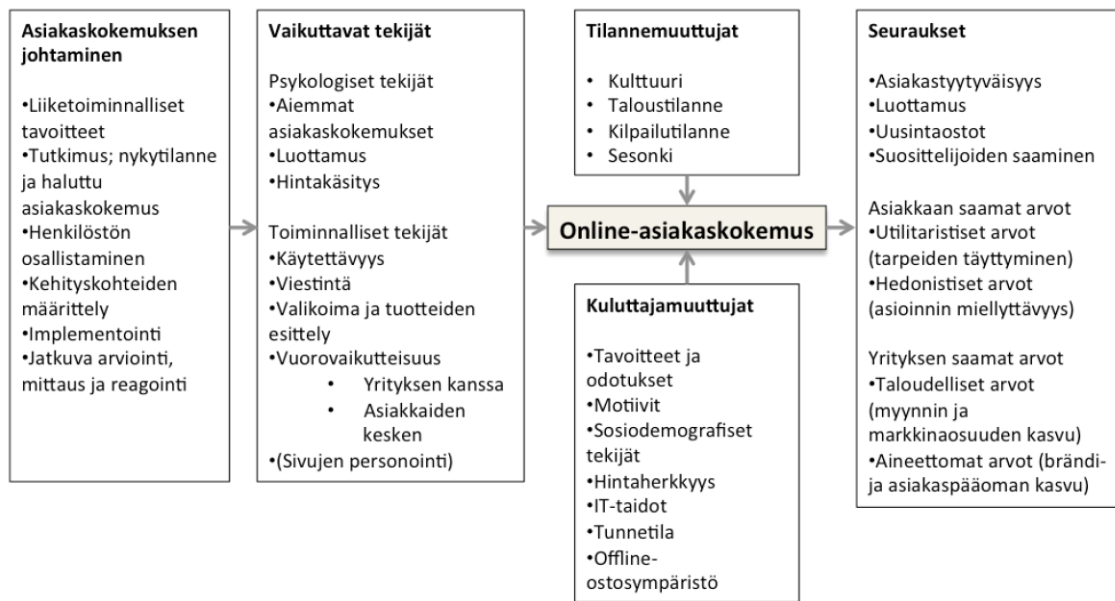 Asiakaskokemuksen
johtaminen
•Liiketoiminnalliset
tavoitteet
•Tutkimus; nykytilanne
ja haluttu
asiakaskokemus
•Henkilöstön
osallistaminen
•Kehityskohteiden
määrittely
•Implementointi
•Jatkuva arviointi,
mittaus ja reagointi
Vaikuttavat tekijät
Psykologiset tekijät
•Aiemmat
asiakaskokemukset
•Luottamus
•Hintakäsitys
Toiminnalliset tekijät
•Käytettävyys
•Viestintä
•Valikoima ja tuotteiden
esittely
•Vuorovaikutteisuus
• Yrityksen kanssa
• Asiakkaiden
kesken
•(Sivujen personointi)
Tilannemuuttujat
• Kulttuuri
• Taloustilanne
• Kilpailutilanne
• Sesonki
Online-asiakaskokemus
Kuluttajamuuttujat
•Tavoitteet ja
odotukset
•Motiivit
•Sosiodemografiset
tekijät
•Hintaherkkyys
•IT-taidot
•Tunnetila
•Offline-
ostosympäristö
Seuraukset
•Asiakastyytyväisyys
•Luottamus
•Uusintaostot
•Suosittelijoiden saaminen
Asiakkaan saamat arvot
•Utilitaristiset arvot
(tarpeiden täyttyminen)
•Hedonistiset arvot
(asioinnin miellyttävyys)
Yrityksen saamat arvot
•Taloudelliset arvot
(myynnin ja
markkinaosuuden kasvu)
•Aineettomat arvot (brändi-
ja asiakaspääoman kasvu)